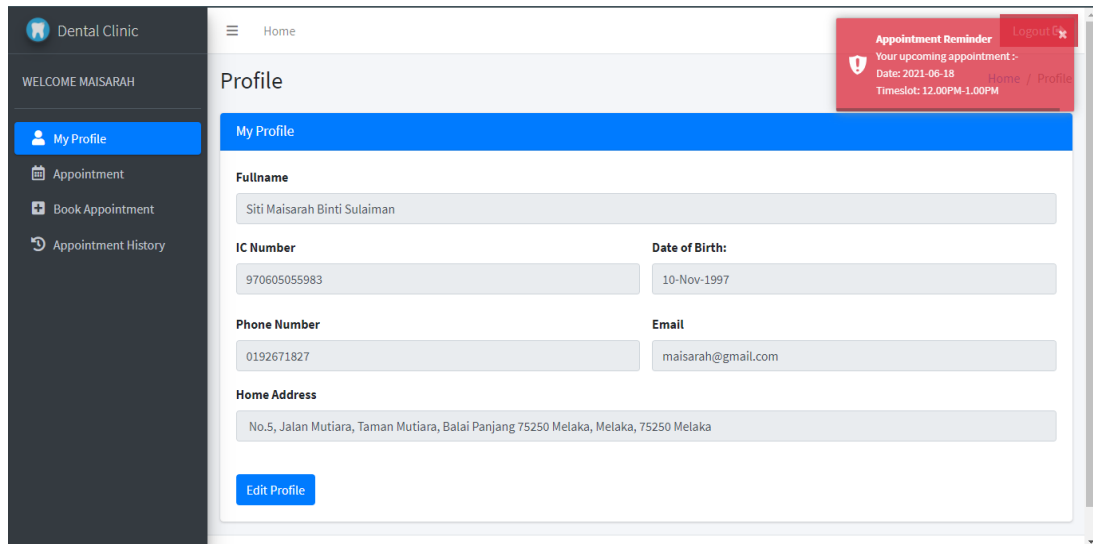 Dental Clinic
Home
Logout
Appointment Reminder
Your upcoming appointment :-
Date: 2021-06-18
Timeslot: 12.00PM-1.00PM
WELCOME MAISARAH
Profile
Home / Profile
My Profile
Appointment
Book Appointment
Appointment History
My Profile
Fullname
Siti Maisarah Binti Sulaiman
IC Number
Date of Birth:
970605055983
10-Nov-1997
Phone Number
Email
0192671827
maisarah@gmail.com
Home Address
No.5, Jalan Mutiara, Taman Mutiara, Balai Panjang 75250 Melaka, Melaka, 75250 Melaka
Edit Profile